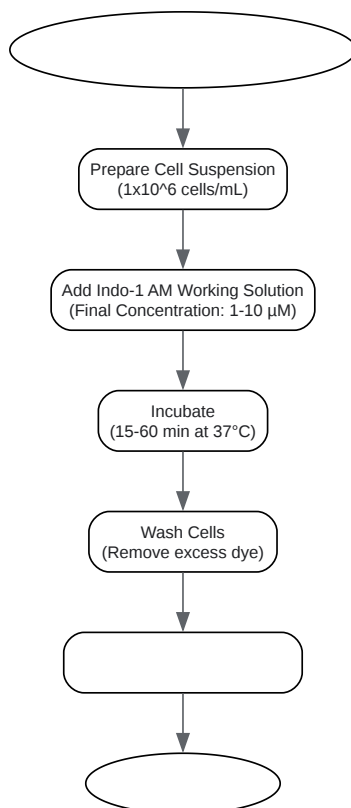 Prepare Cell Suspension
(1x10^6 cells/mL)
Add Indo-1 AM Working Solution
(Final Concentration: 1-10 µM)
Incubate
(15-60 min at 37°C)
Wash Cells
(Remove excess dye)